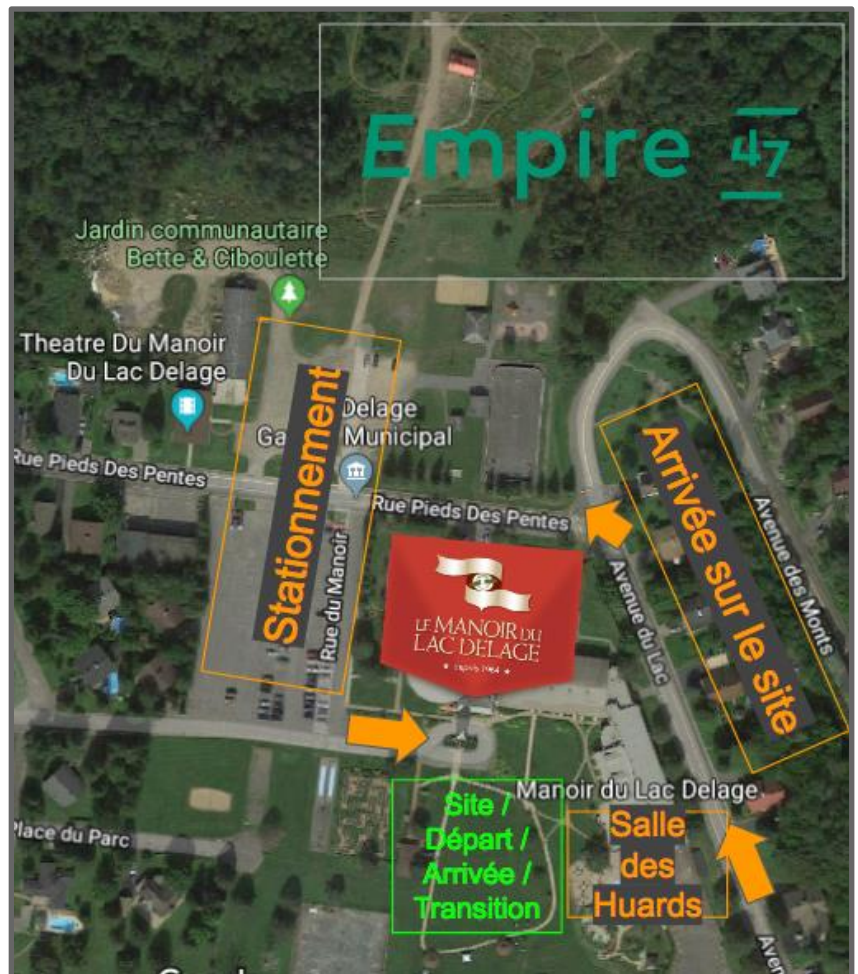 Empire 47
Jardin communautaire
Bette & Ciboulette
Theatre Du Manoir
Du Lac Delage
Stationnement
Delage
Municipal
Rue Pieds Des Pentes
Rue Pieds Des Pentes
Arrivée sur le site
Avenue des Monts
Avenue du Lac
Rue du Manoir
LE MANOIR DU
LAC DELAGE
★ depuis 1964 ★
Manoir du Lac Delage
Site /
Départ /
Arrivée /
Transition
Salle
des
Huards
Place du Parc